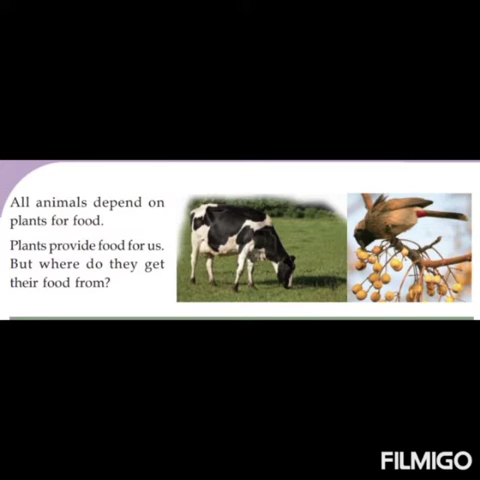 All animals depend on
plants for food.
Plants provide food for us.
But where do they get
their food from?
FILMIGO